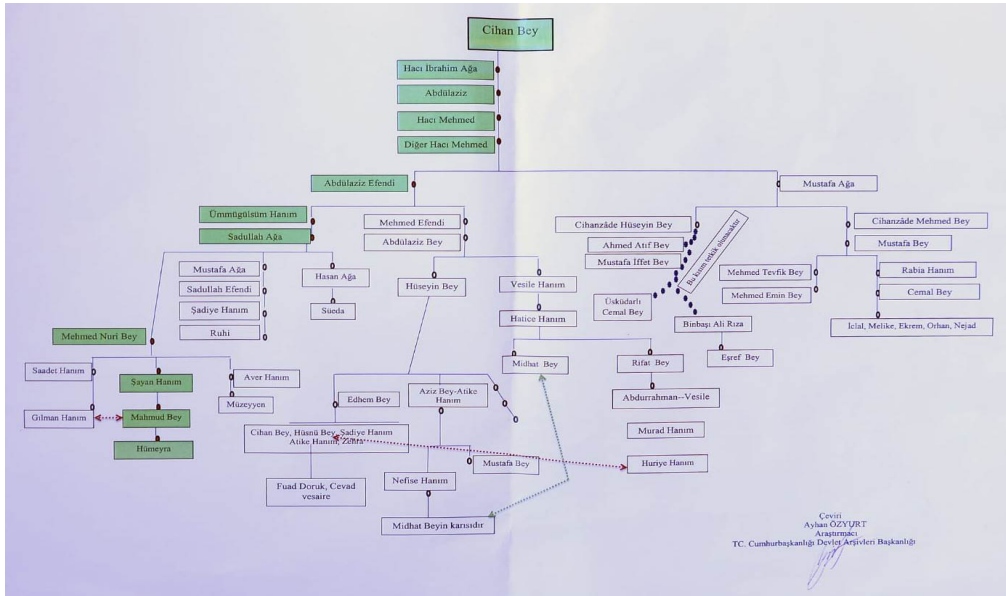 Cihan Bey
Hacı İbrahim Ağa
Abdülaziz
Hacı Mehmed
Diğer Hacı Mehmed
Abdülaziz Efendi
Mustafa Ağa
Ümmügülsüm Hanım
Sadullah Ağa
Mehmed Efendi
Abdülaziz Bey
Cihanzâde Hüseyin Bey
Ahmed Atıf Bey
Mustafa İffet Bey
Bu kısım tetkik olunacaktır
Cihanzâde Mehmed Bey
Mustafa Bey
Mustafa Ağa
Sadullah Efendi
Şadiye Hanım
Ruhi
Hasan Ağa
Süeda
Hüseyin Bey
Vesile Hanım
Hatice Hanım
Üsküdarlı
Cemal Bey
Binbaşı Ali Rıza
Eşref Bey
Mehmed Tevfik Bey
Mehmed Emin Bey
Rabia Hanım
Cemal Bey
İclal, Melike, Ekrem, Orhan, Nejad
Mehmed Nuri Bey
Saadet Hanım
Gılman Hanım
Şayan Hanım
Mahmud Bey
Hümeyra
Aver Hanım
Müzeyyen
Midhat Bey
Rifat Bey
Abdurrahman--Vesile
Murad Hanım
Huriye Hanım
Edhem Bey
Aziz Bey-Atike
Hanım
Cihan Bey, Hüsnü Bey, Şadiye Hanım
Atike Hanım, Zehra
Fuad Doruk, Cevad
vesaire
Mustafa Bey
Nefise Hanım
Midhat Beyin karısıdır
Çeviri
Ayhan ÖZYURT
Araştırmacı
TC. Cumhurbaşkanlığı Devlet Arşivleri Başkanlığı